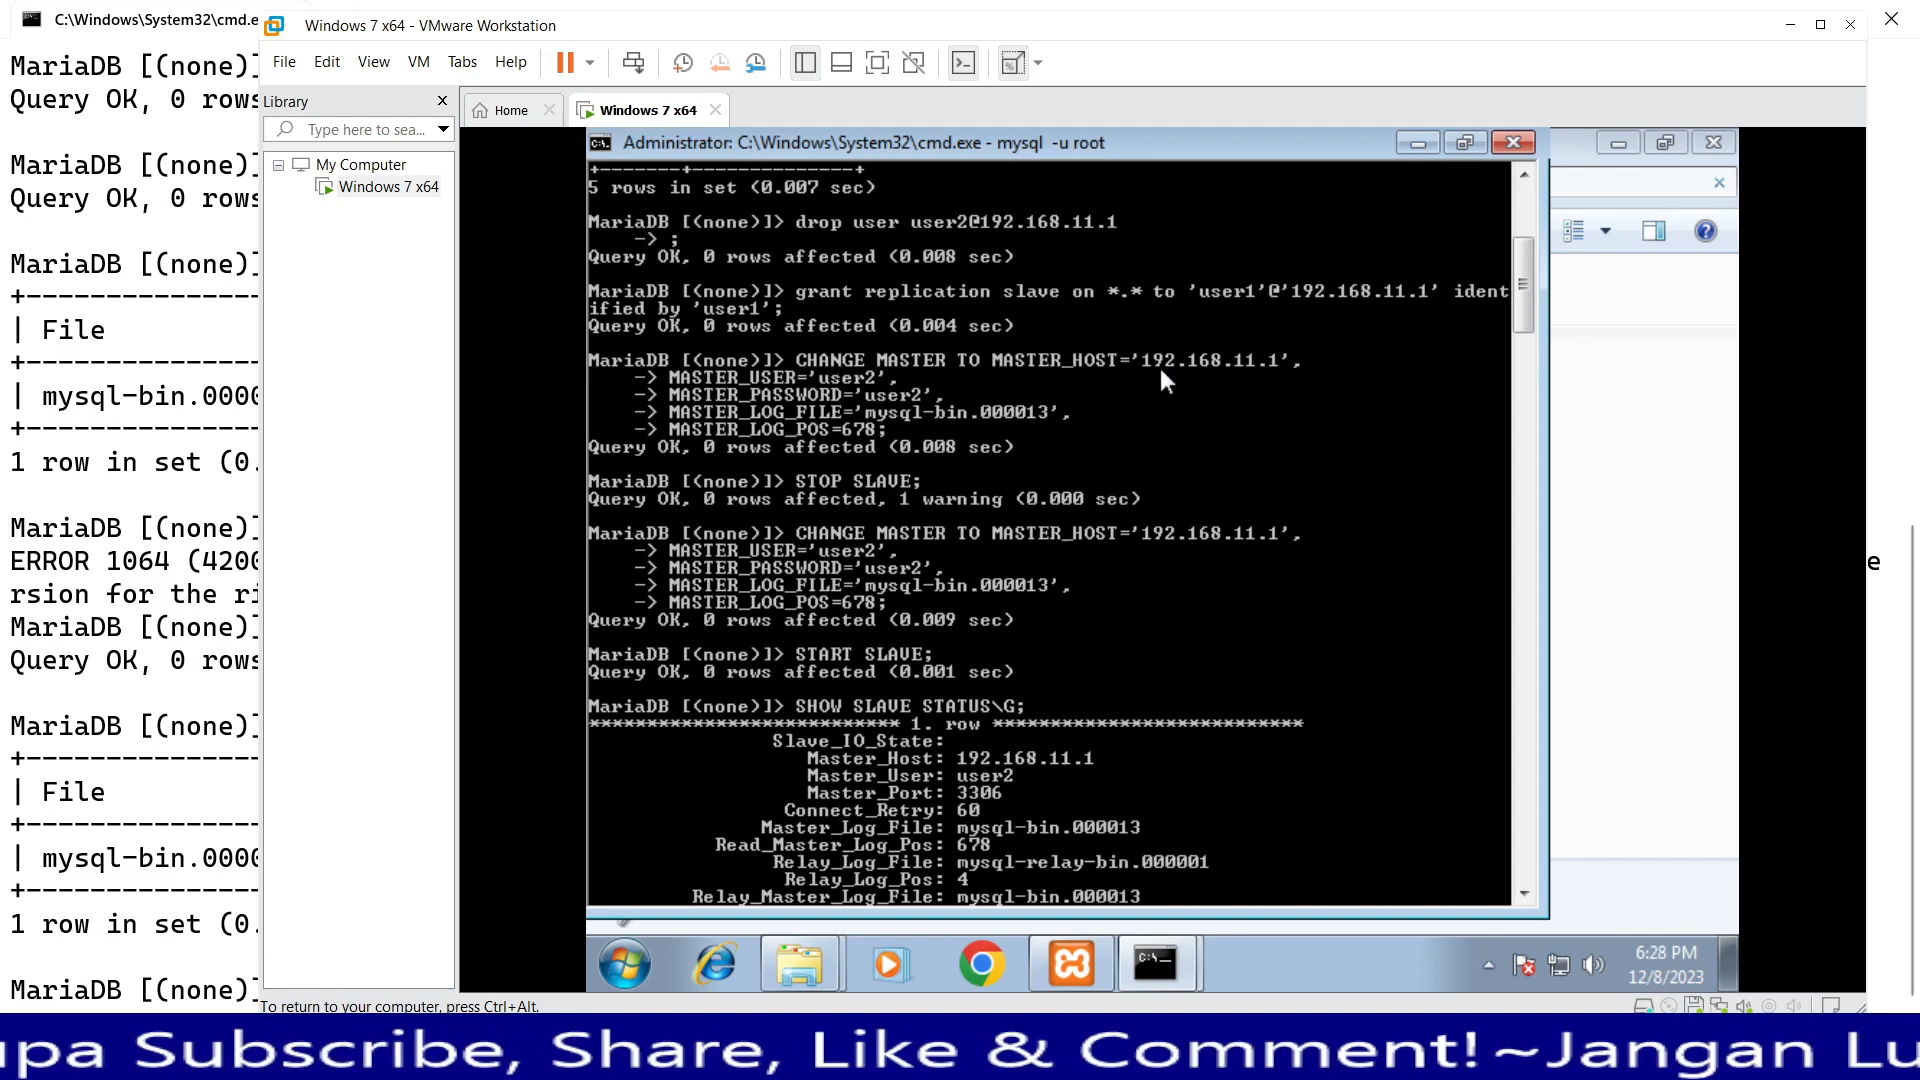 C:\Windows\System32\cmd.e
Windows 7 x64 - VMware Workstation
File Edit View VM Tabs Help
Library
Type here to sea...
My Computer
Windows 7 x64
Home
Windows 7 x64
MariaDB [(none)]
Query OK, 0 rows
MariaDB [(none)]
Query OK, 0 rows
MariaDB [(none)]
+--------------
| File
+--------------
| mysql-bin.0000
+--------------
1 row in set (0.
MariaDB [(none)]
ERROR 1064 (4200
rsion for the ri
MariaDB [(none)]
Query OK, 0 rows
MariaDB [(none)]
+--------------
| File
+--------------
| mysql-bin.0000
+--------------
1 row in set (0.
MariaDB [(none)]
e
Administrator: C:\Windows\System32\cmd.exe - mysql -u root
+-------+--------------+
5 rows in set (0.007 sec)
MariaDB [(none)]> drop user user2@192.168.11.1
-> ;
Query OK, 0 rows affected (0.008 sec)
MariaDB [(none)]> grant replication slave on *.* to 'user1'@'192.168.11.1' ident
ified by 'user1';
Query OK, 0 rows affected (0.004 sec)
MariaDB [(none)]> CHANGE MASTER TO MASTER_HOST='192.168.11.1',
-> MASTER_USER='user2',
-> MASTER_PASSWORD='user2',
-> MASTER_LOG_FILE='mysql-bin.000013',
-> MASTER_LOG_POS=678;
Query OK, 0 rows affected (0.008 sec)
MariaDB [(none)]> STOP SLAVE;
Query OK, 0 rows affected, 1 warning (0.000 sec)
MariaDB [(none)]> CHANGE MASTER TO MASTER_HOST='192.168.11.1',
-> MASTER_USER='user2',
-> MASTER_PASSWORD='user2',
-> MASTER_LOG_FILE='mysql-bin.000013',
-> MASTER_LOG_POS=678;
Query OK, 0 rows affected (0.009 sec)
MariaDB [(none)]> START SLAVE;
Query OK, 0 rows affected (0.001 sec)
MariaDB [(none)]> SHOW SLAVE STATUS\G;
*************************** 1. row ***************************
Slave_IO_State:
Master_Host: 192.168.11.1
Master_User: user2
Master_Port: 3306
Connect_Retry: 60
Master_Log_File: mysql-bin.000013
Read_Master_Log_Pos: 678
Relay_Log_File: mysql-relay-bin.000001
Relay_Log_Pos: 4
Relay_Master_Log_File: mysql-bin.000013
6:28 PM
12/8/2023
To return to your computer, press Ctrl+Alt.
upa Subscribe, Share, Like & Comment!~Jangan Lu